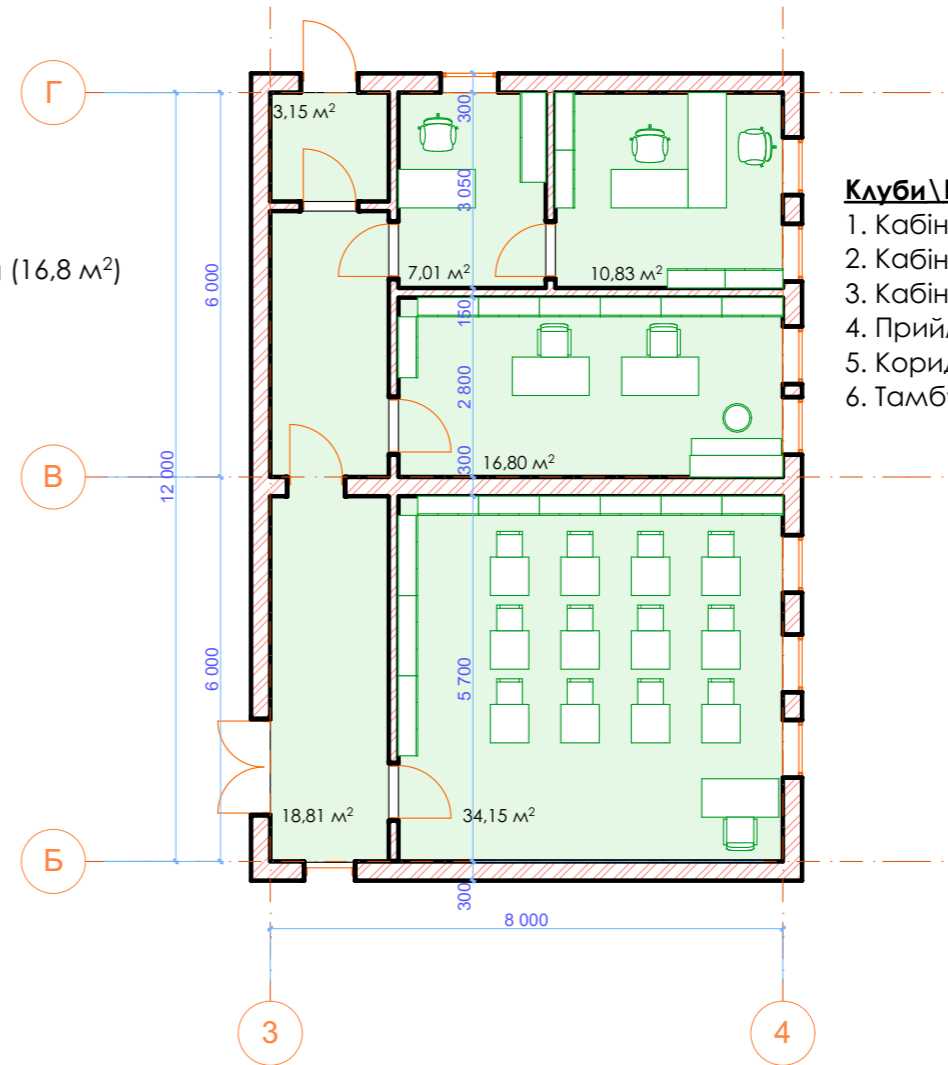 Г
3,15 м²
300
3 050
6 000
7,01 м²
10,83 м²
(16,8 м²)
150
2 800
16,80 м²
300
В
12 000
6 000
5 700
18,81 м²
34,15 м²
Б
300
8 000
3
4
Клуби\
1. Кабін
2. Кабін
3. Кабін
4. Прий
5. Корид
6. Тамб